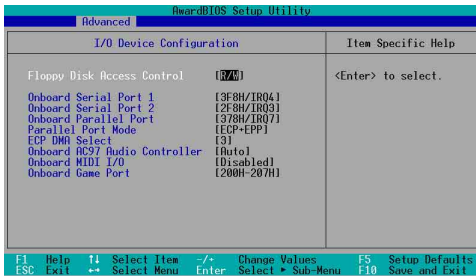 AwardBIOS Setup Utility
Advanced
I/O Device Configuration
Item Specific Help
Floppy Disk Access Control [R/W]
<Enter> to select.
Onboard Serial Port 1 [3F8H/IRQ4]
Onboard Serial Port 2 [2F8H/IRQ3]
Onboard Parallel Port [378H/IRQ7]
Parallel Port Mode [ECP+EPP]
ECP DMA Select [3]
Onboard AC97 Audio Controller [Auto]
Onboard MIDI I/O [Disabled]
Onboard Game Port [200H-207H]
F1 Help ↑↓ Select Item -/+ Change Values F5 Setup Defaults
ESC Exit ←→ Select Menu Enter Select ▸ Sub-Menu F10 Save and Exit